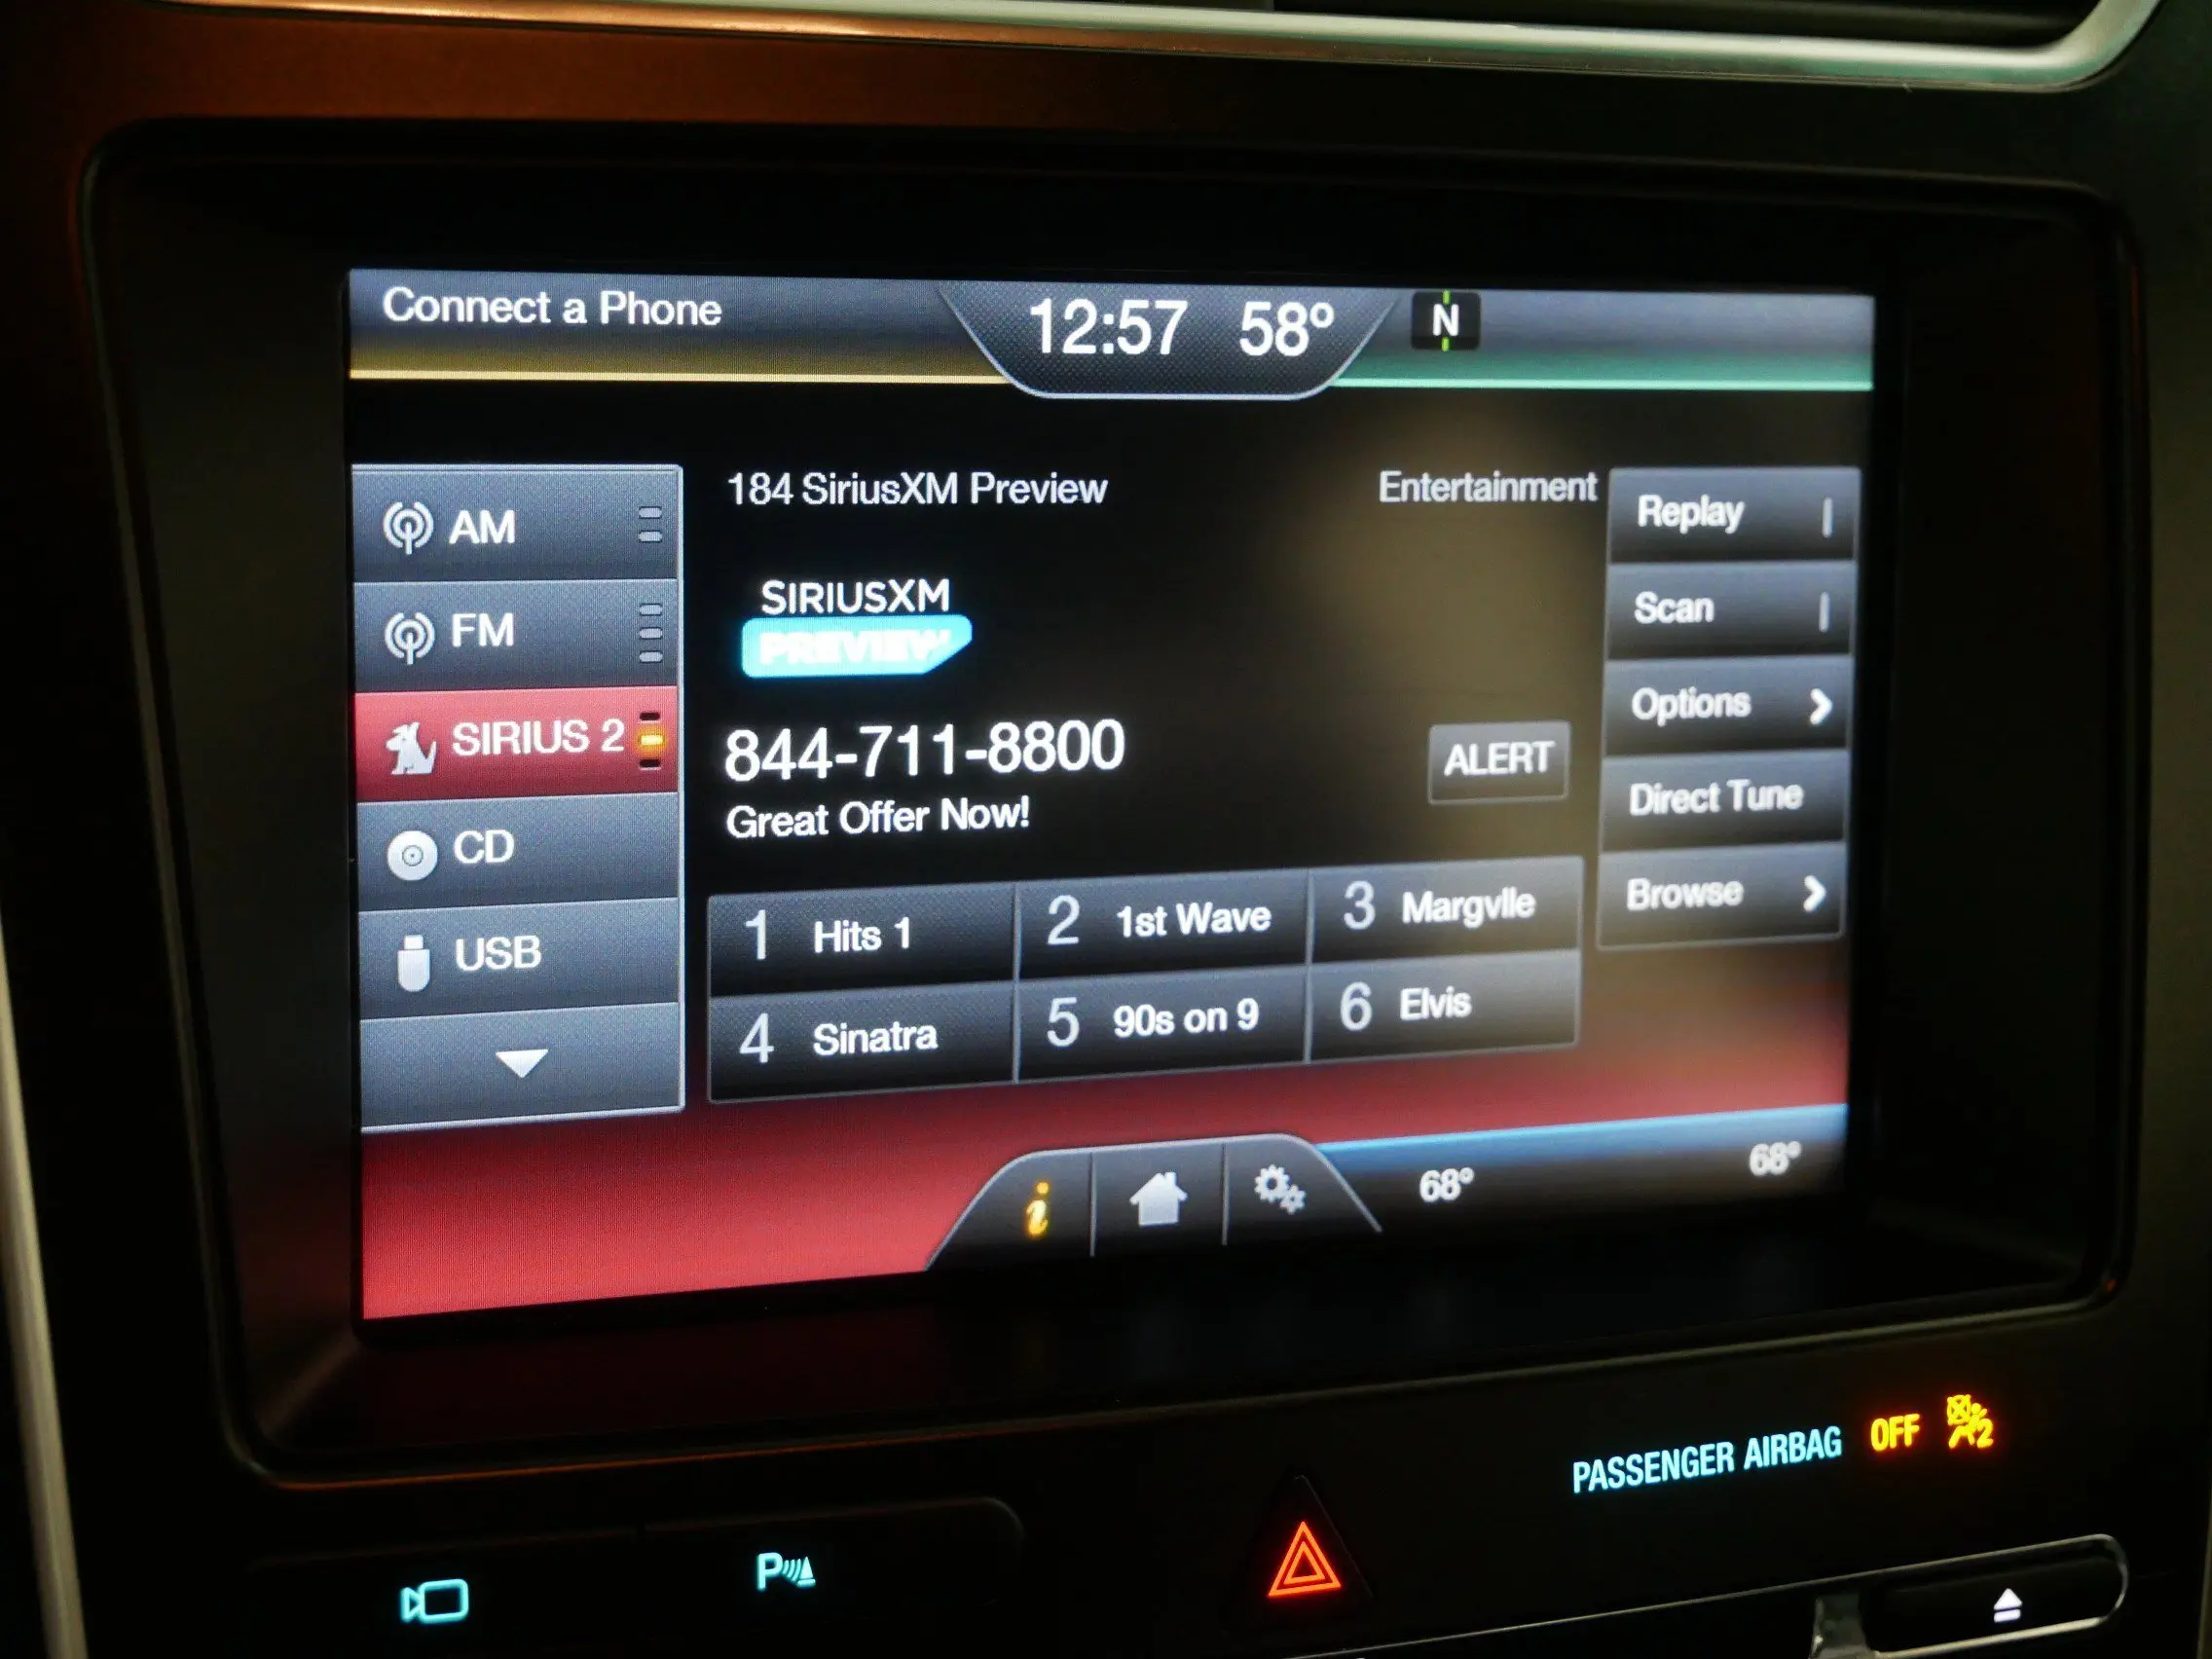 Connect a Phone
12:57 58° N
AM
FM
SIRIUS 2
CD
USB
184 SiriusXM Preview
Entertainment
SIRIUSXM
PREVIEW
844-711-8800
Great Offer Now!
ALERT
1 Hits 1
2 1st Wave
3 Margvlle
4 Sinatra
5 90s on 9
6 Elvis
Replay
Scan
Options
Direct Tune
Browse
i
68° 68°
PASSENGER AIRBAG OFF 2
P